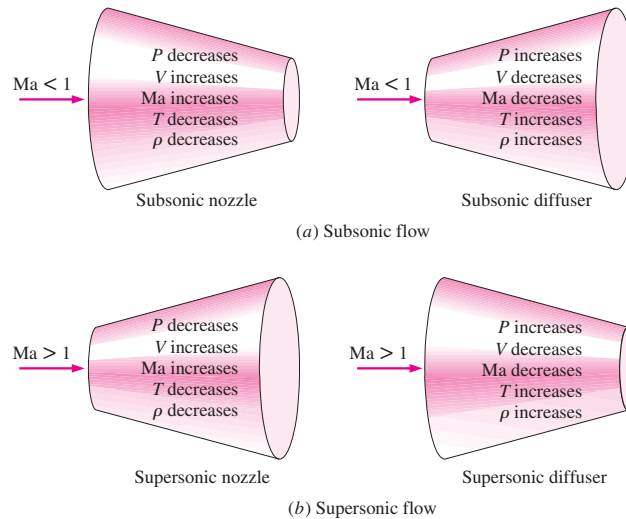 Ma < 1
P decreases
V increases
Ma increases
T decreases
ρ decreases
Subsonic nozzle
Ma < 1
P increases
V decreases
Ma decreases
T increases
ρ increases
Subsonic diffuser
(a) Subsonic flow
Ma > 1
P decreases
V increases
Ma increases
T decreases
ρ decreases
Supersonic nozzle
Ma > 1
P increases
V decreases
Ma decreases
T increases
ρ increases
Supersonic diffuser
(b) Supersonic flow